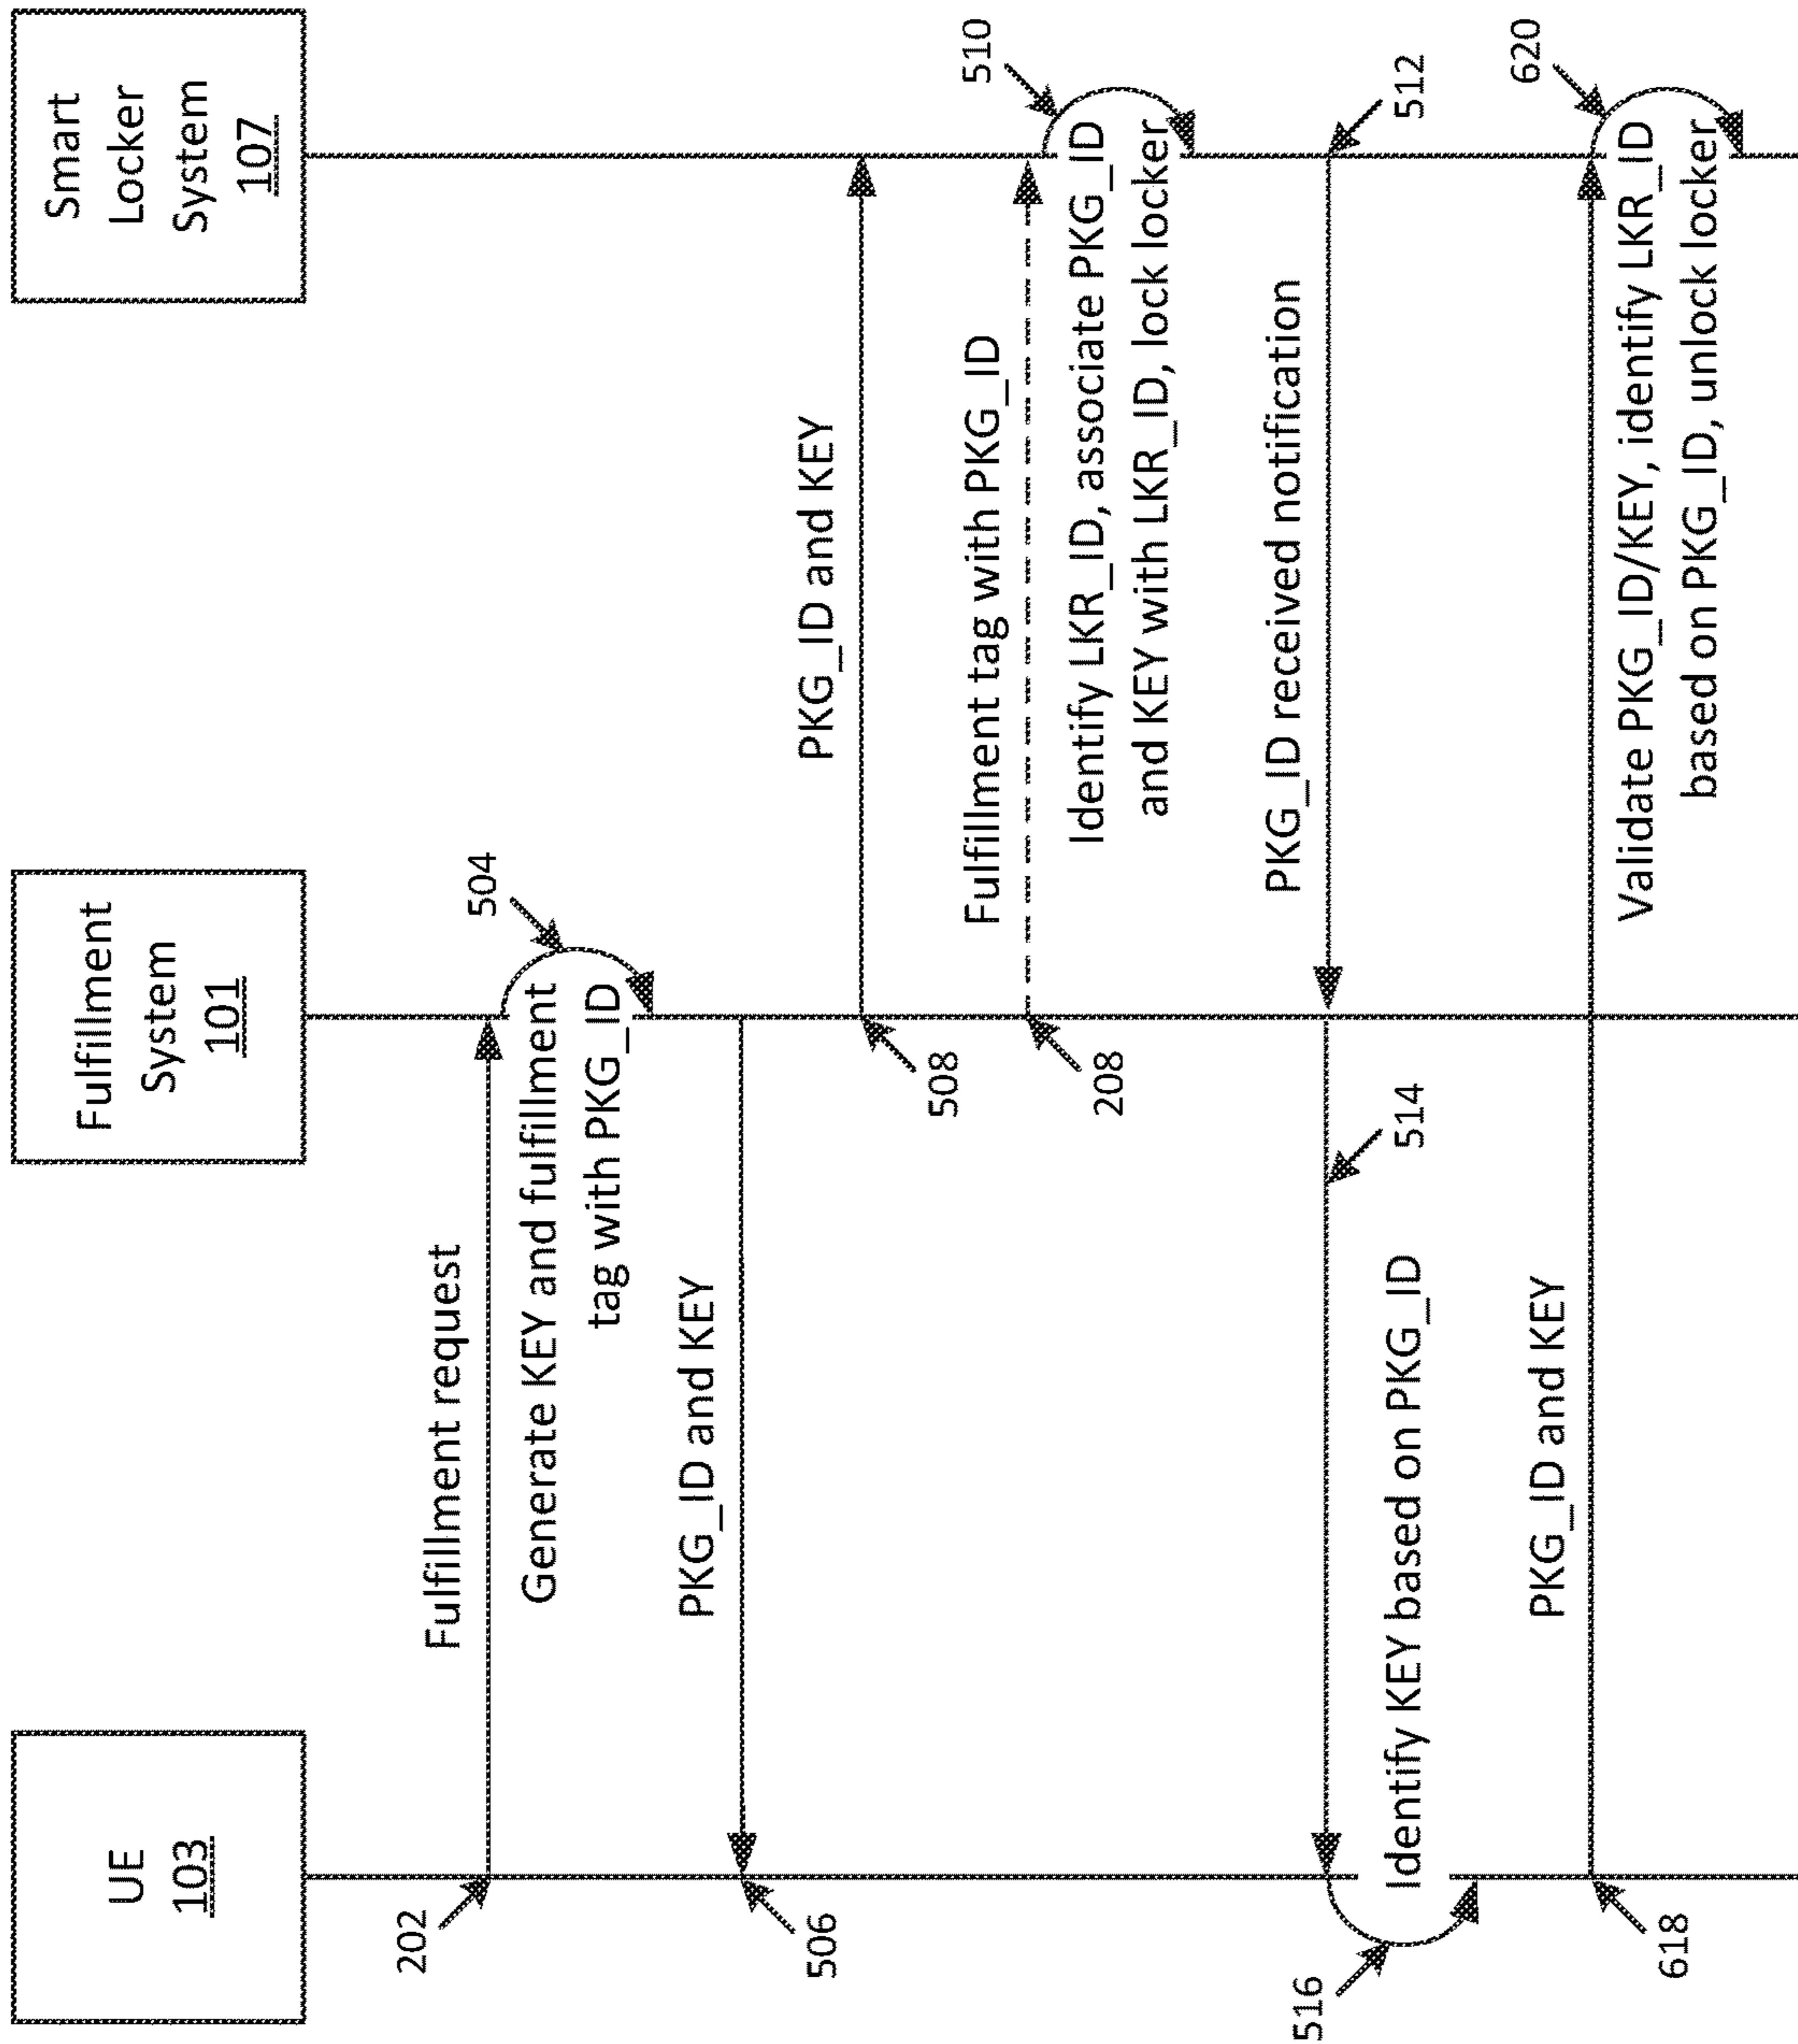 UE
103
Fulfillment
System
101
Smart
Locker
System
107
202
Fulfillment request
504
Generate KEY and fulfillment
tag with PKG_ID
506
PKG_ID and KEY
508
PKG_ID and KEY
208
Fulfillment tag with PKG_ID
510
Identify LKR_ID, associate PKG_ID
and KEY with LKR_ID, lock locker
512
PKG_ID received notification
514
516
Identify KEY based on PKG_ID
618
PKG_ID and KEY
620
Validate PKG_ID/KEY, identify LKR_ID
based on PKG_ID, unlock locker